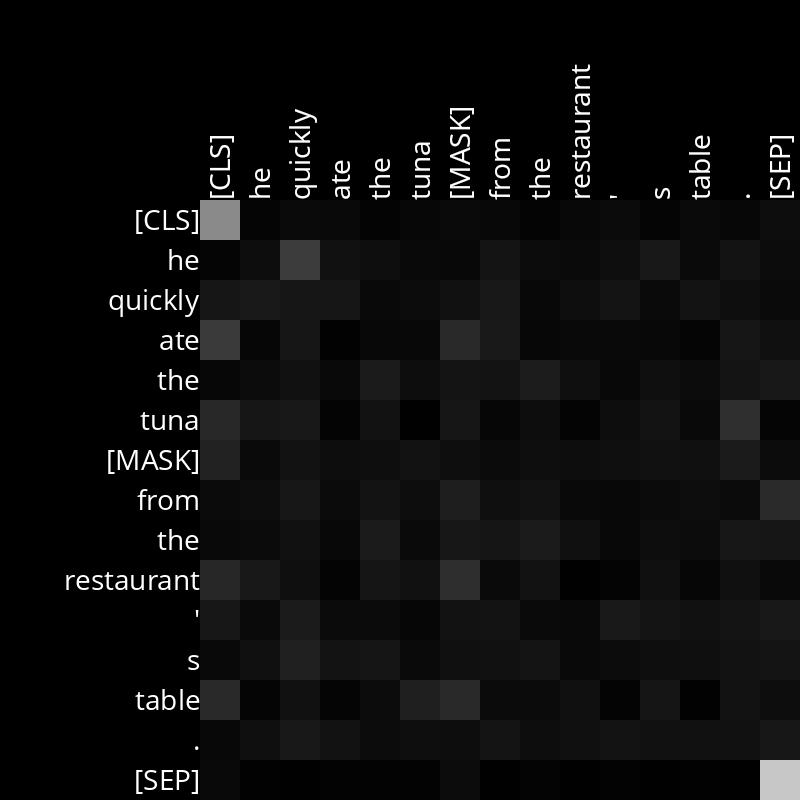 [CLS]
he
quickly
ate
the
tuna
[MASK]
from
the
restaurant
'
s
table
.
[SEP]
[CLS]
he
quickly
ate
the
tuna
[MASK]
from
the
restaurant
'
s
table
.
[SEP]